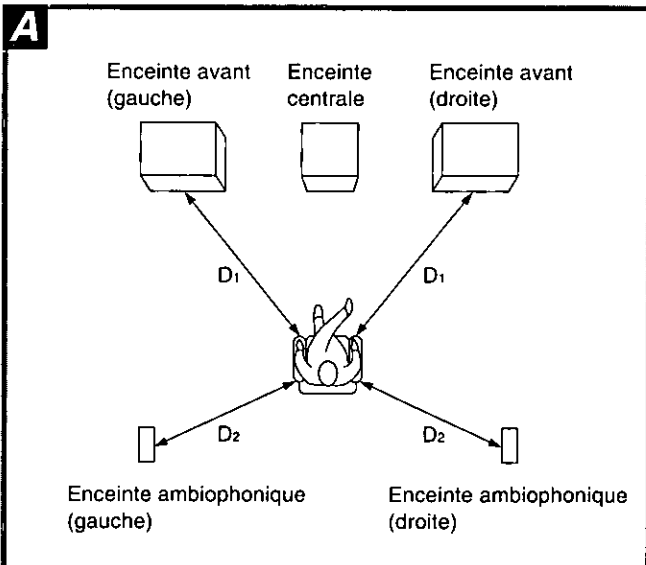 A
Enceinte avant
(gauche)
Enceinte
centrale
Enceinte avant
(droite)
D1
D1
D2
D2
Enceinte ambiophonique
(gauche)
Enceinte ambiophonique
(droite)